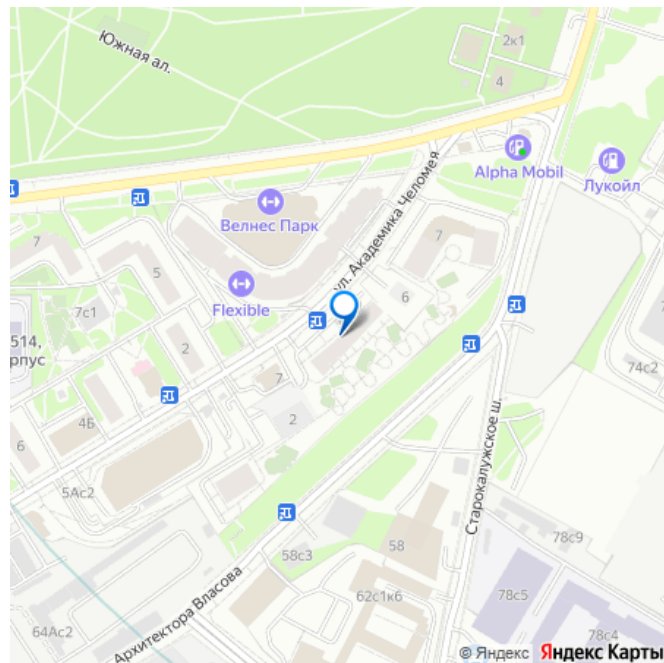 Южная ал.
2к1
4
Alpha Mobil
Лукойл
ул. Академика Челомея
Велнес Парк
7
7
5
6
Flexible
7с1
514,
рпус
2
74с2
7
4Б
2
6
Старокалужское ш.
5Ас2
78с9
58с3
58
62с1к6
78с5
64Ас2
Архитектора Власова
78с4
© Яндекс Яндекс Карты